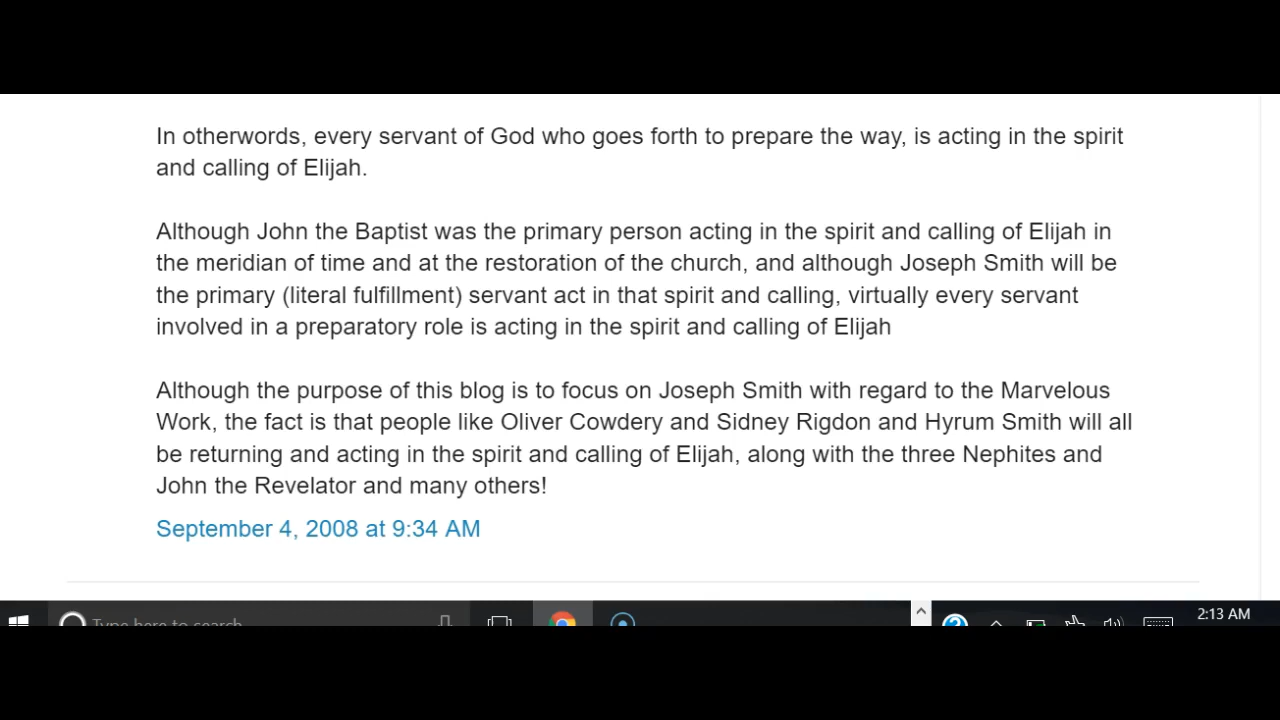 In otherwords, every servant of God who goes forth to prepare the way, is acting in the spirit
and calling of Elijah.
Although John the Baptist was the primary person acting in the spirit and calling of Elijah in
the meridian of time and at the restoration of the church, and although Joseph Smith will be
the primary (literal fulfillment) servant act in that spirit and calling, virtually every servant
involved in a preparatory role is acting in the spirit and calling of Elijah
Although the purpose of this blog is to focus on Joseph Smith with regard to the Marvelous
Work, the fact is that people like Oliver Cowdery and Sidney Rigdon and Hyrum Smith will all
be returning and acting in the spirit and calling of Elijah, along with the three Nephites and
John the Revelator and many others!
September 4, 2008 at 9:34 AM
Type here to search
2:13 AM